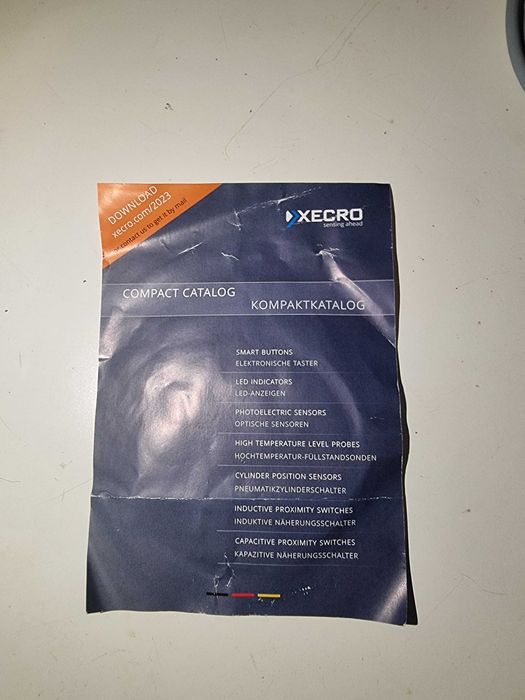 DOWNLOAD
xecro.com/2023
or contact us to get it by mail
XECRO
sensing ahead
COMPACT CATALOG
KOMPAKTKATALOG
SMART BUTTONS
ELEKTRONISCHE TASTER
LED INDICATORS
LED-ANZEIGEN
PHOTOELECTRIC SENSORS
OPTISCHE SENSOREN
HIGH TEMPERATURE LEVEL PROBES
HOCHTEMPERATUR-FÜLLSTANDSONDEN
CYLINDER POSITION SENSORS
PNEUMATIKZYLINDERSCHALTER
INDUCTIVE PROXIMITY SWITCHES
INDUKTIVE NÄHERUNGSSCHALTER
CAPACITIVE PROXIMITY SWITCHES
KAPAZITIVE NÄHERUNGSSCHALTER